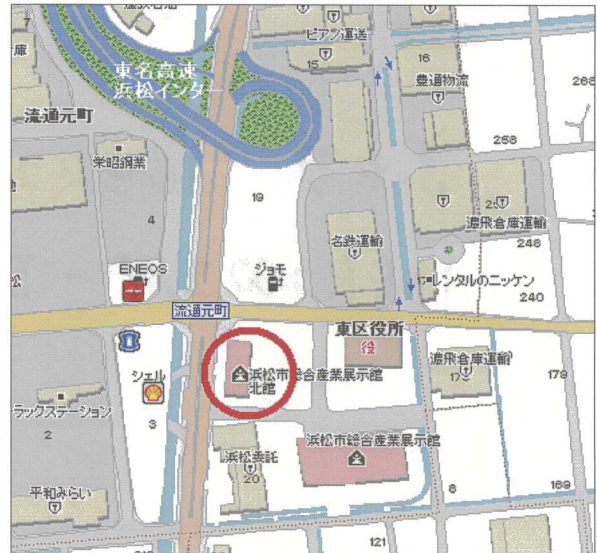 ピアノ運送
15
16
豊通物流
268
庫
東名高速
浜松インター
流通元町
栄昭鋼業
258
19
4
名鉄運輸
濃飛倉庫運輸
248
ENEOS
ジョモ
レンタルのニッケン
240
流通元町
東区役所
役
浜松市総合産業展示館
北館
濃飛倉庫運輸
179
シェル
ラックステーション
3
2
浜松委託
20
浜松市総合産業展示館
平和みらい
8
169
121